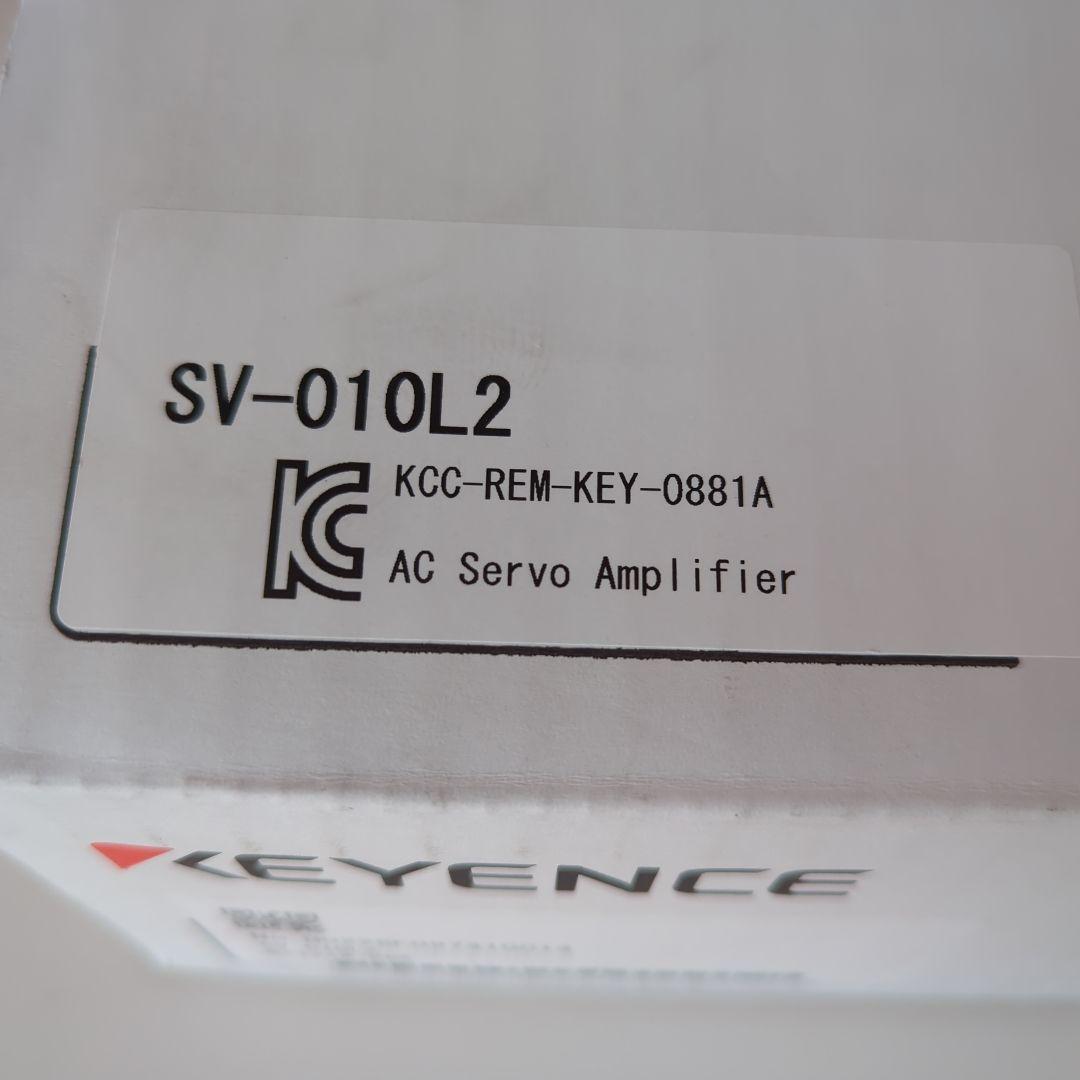 SV-010L2
KCC-REM-KEY-0881A
AC Servo Amplifier
KEYENCE